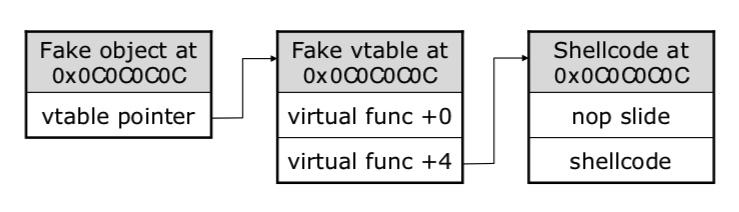 Fake object at
0x0C0C0C0C
vtable pointer
Fake vtable at
0x0C0C0C0C
virtual func +0
virtual func +4
Shellcode at
0x0C0C0C0C
nop slide
shellcode